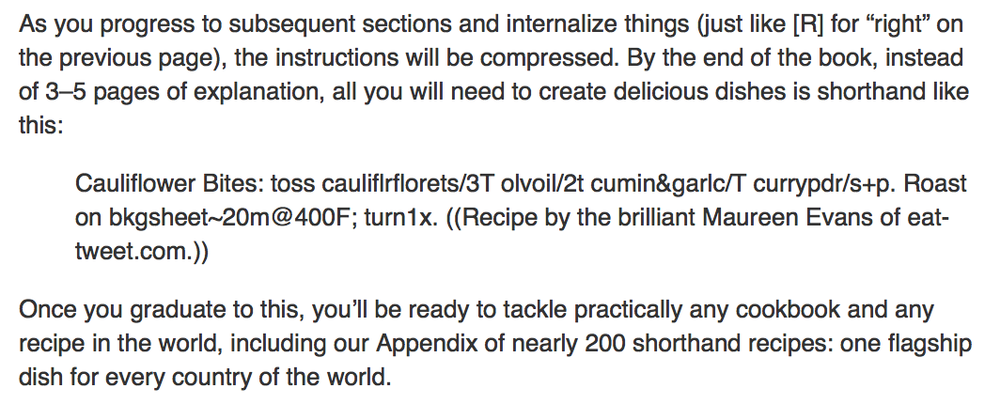 As you progress to subsequent sections and internalize things (just like [R] for “right” on
the previous page), the instructions will be compressed. By the end of the book, instead
of 3–5 pages of explanation, all you will need to create delicious dishes is shorthand like
this:
Cauliflower Bites: toss cauliflrflorets/3T olvoil/2t cumin&garlc/T currypdr/s+p. Roast
on bkgsheet~20m@400F; turn1x. ((Recipe by the brilliant Maureen Evans of eat-
tweet.com.))
Once you graduate to this, you’ll be ready to tackle practically any cookbook and any
recipe in the world, including our Appendix of nearly 200 shorthand recipes: one flagship
dish for every country of the world.